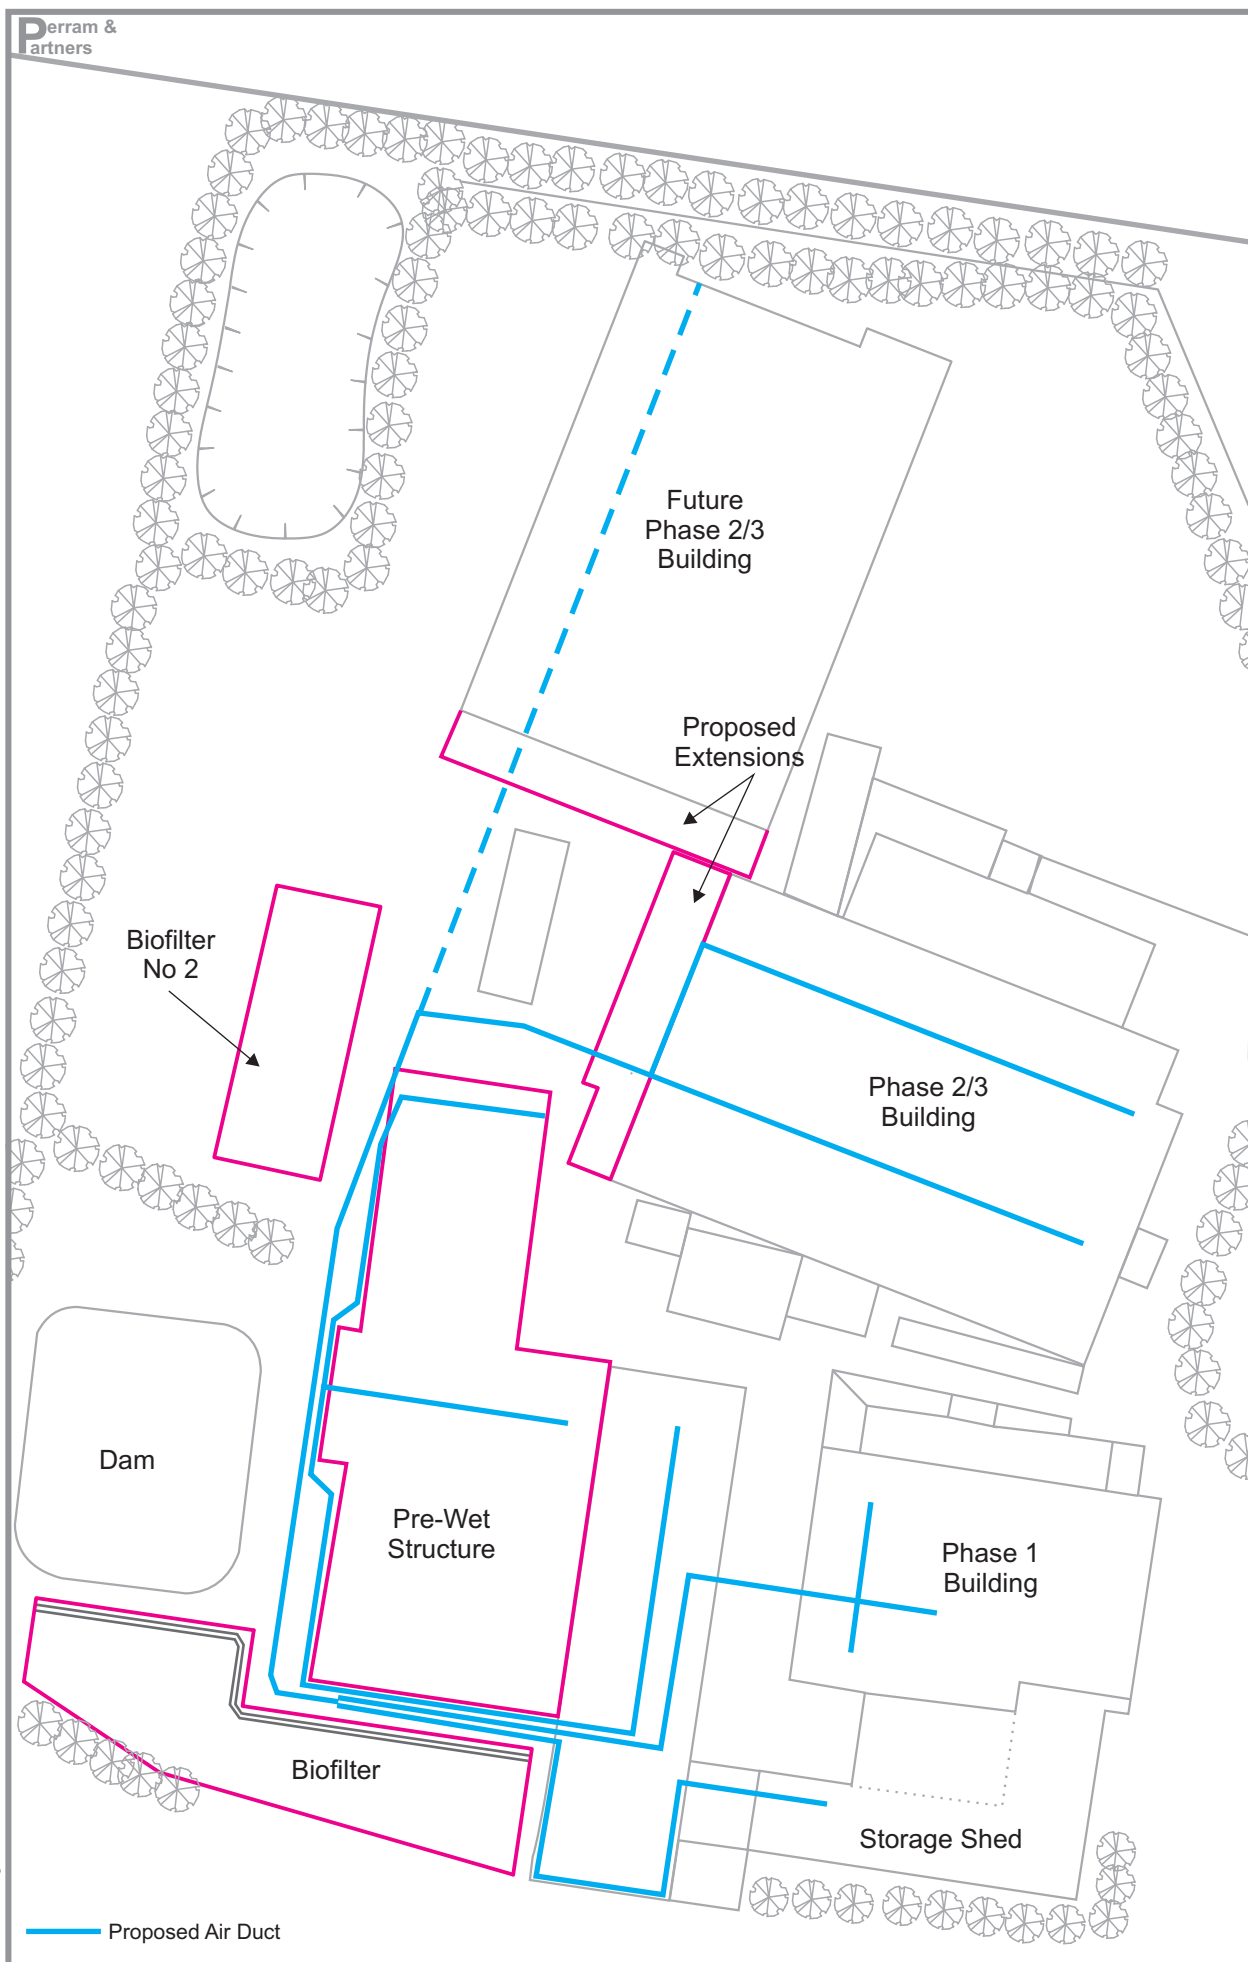 Perram &
Partners
Future
Phase 2/3
Building
Proposed
Extensions
Biofilter
No 2
Phase 2/3
Building
Dam
Pre-Wet
Structure
Phase 1
Building
Biofilter
Storage Shed
Proposed Air Duct